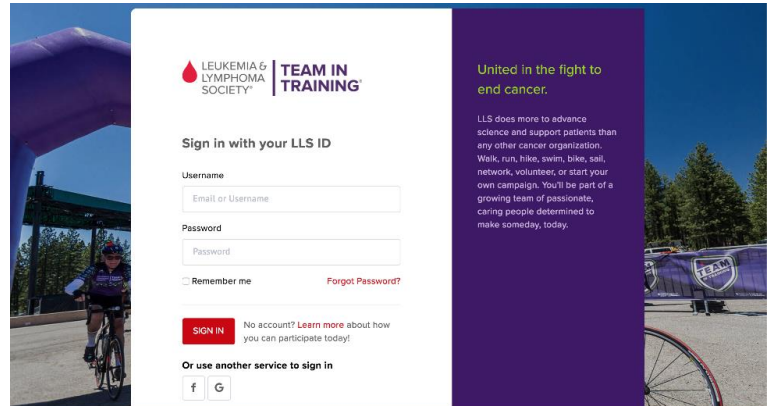 LEUKEMIA &
LYMPHOMA
SOCIETY®
TEAM IN
TRAINING®
Sign in with your LLS ID
Username
Email or Username
Password
Password
Remember me
Forgot Password?
SIGN IN
No account? Learn more about how
you can participate today!
Or use another service to sign in
f
G
United in the fight to
end cancer.
LLS does more to advance
science and support patients than
any other cancer organization.
Walk, run, hike, swim, bike, sail,
network, volunteer, or start your
own campaign. You'll be part of a
growing team of passionate,
caring people determined to
make someday, today.
TEAM